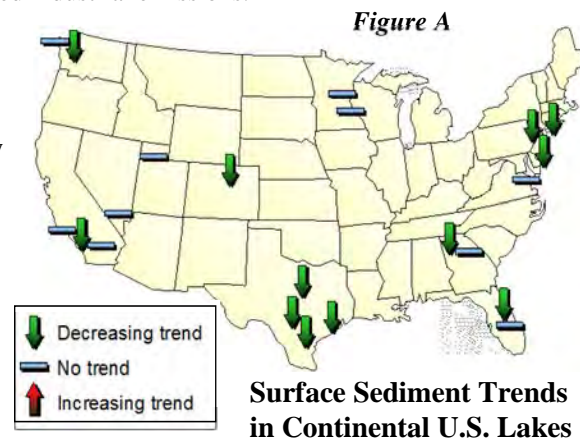 Figure A
Decreasing trend
No trend
Increasing trend
Surface Sediment Trends
in Continental U.S. Lakes